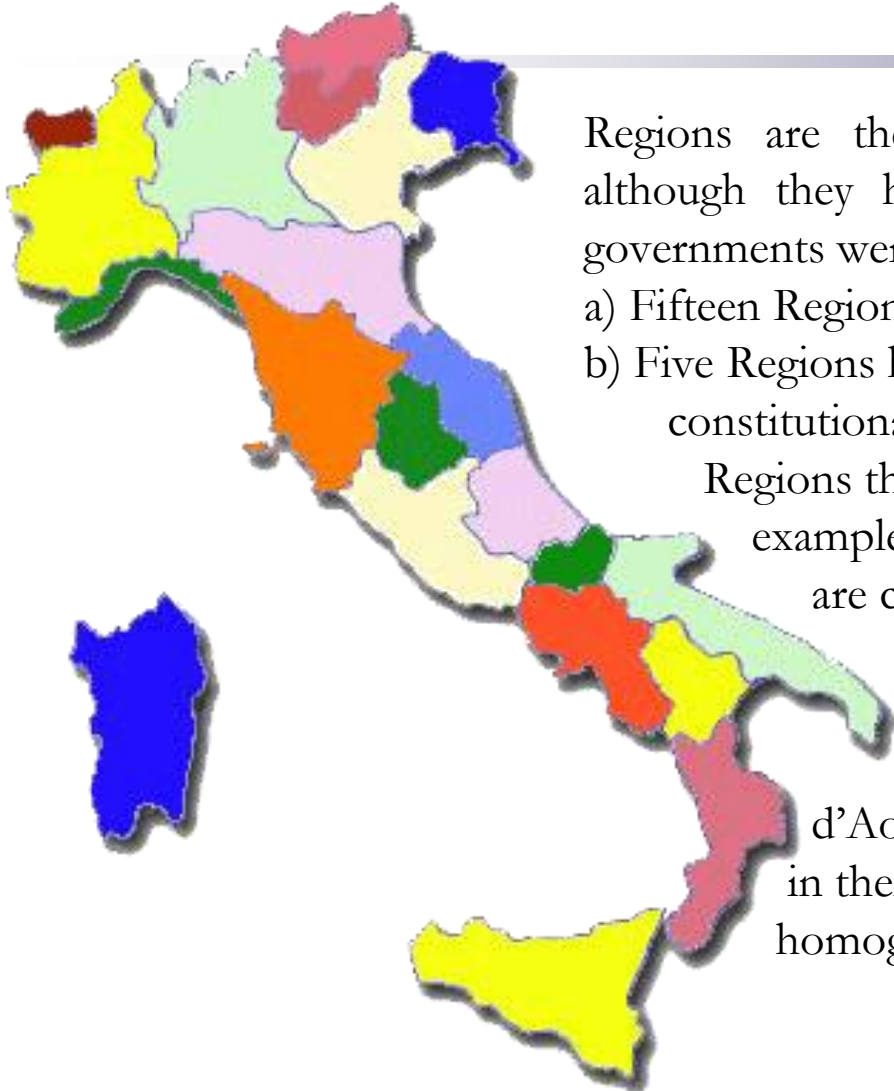 Regions are the
although they h
governments wer
a) Fifteen Region
b) Five Regions h
constitutiona
Regions th
example
are c
d’Ao
in the
homog